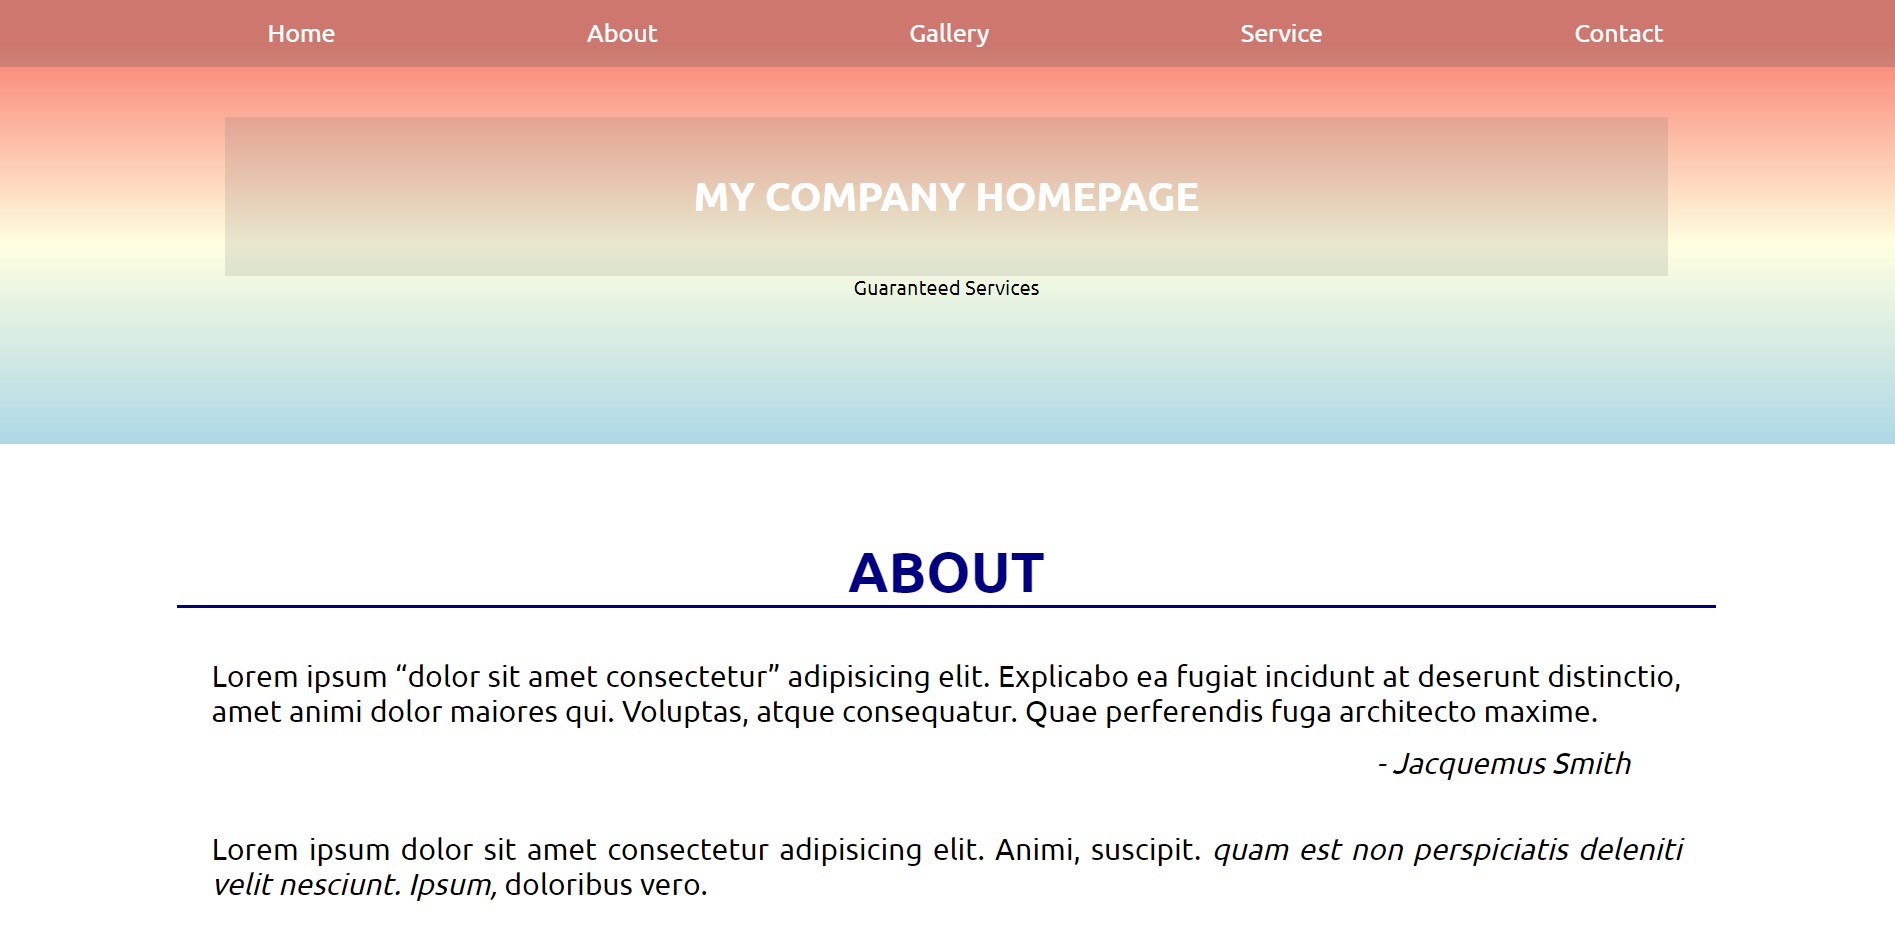 Home About Gallery Service Contact
MY COMPANY HOMEPAGE
Guaranteed Services
ABOUT
Lorem ipsum “dolor sit amet consectetur” adipisicing elit. Explicabo ea fugiat incidunt at deserunt distinctio,
amet animi dolor maiores qui. Voluptas, atque consequatur. Quae perferendis fuga architecto maxime.
- Jacquemus Smith
Lorem ipsum dolor sit amet consectetur adipisicing elit. Animi, suscipit. quam est non perspiciatis deleniti
velit nesciunt. Ipsum, doloribus vero.